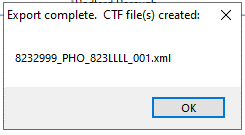 Export complete. CTF file(s) created:
8232999_PHO_823LLLL_001.xml
OK